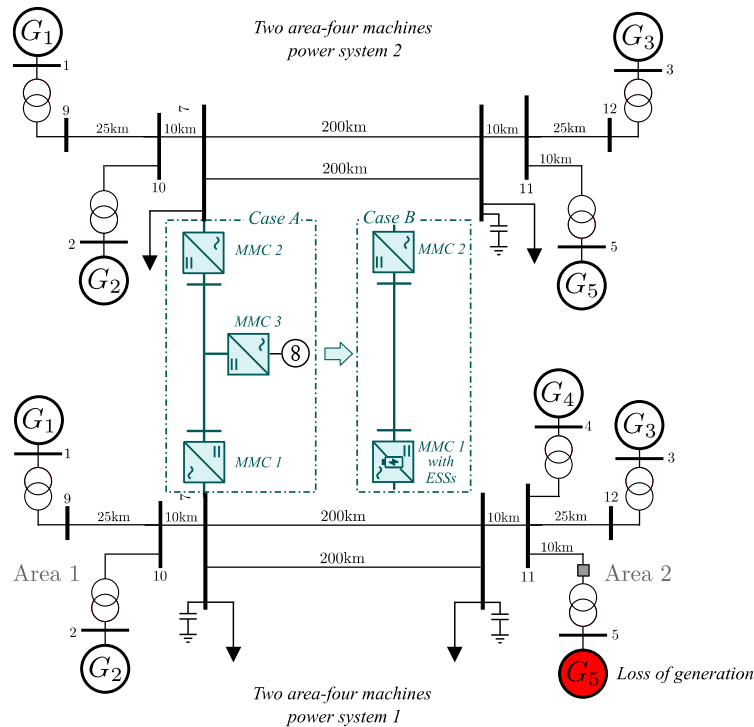 Two area-four machines
power system 2
G1
G3
1
3
9
7
12
25km
10km
200km
10km
25km
200km
10km
10
11
2
5
G2
G5
Case A
Case B
MMC 2
MMC 2
MMC 3
8
G4
G1
G3
4
MMC 1
MMC 1
with
ESSs
1
3
9
7
12
25km
10km
200km
10km
25km
200km
10km
Area 1
10
11
Area 2
2
5
G2
G5
Loss of generation
Two area-four machines
power system 1